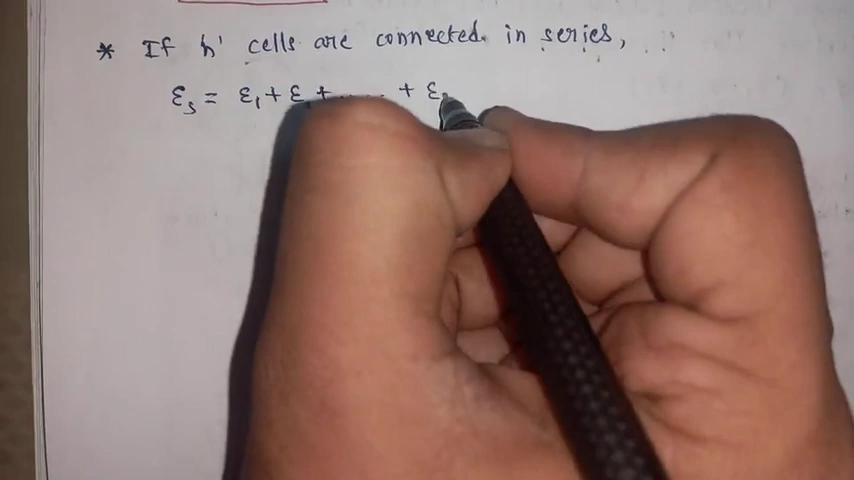 * If 'n' cells are connected in series,
εs = ε1 + ε + ..... + ε